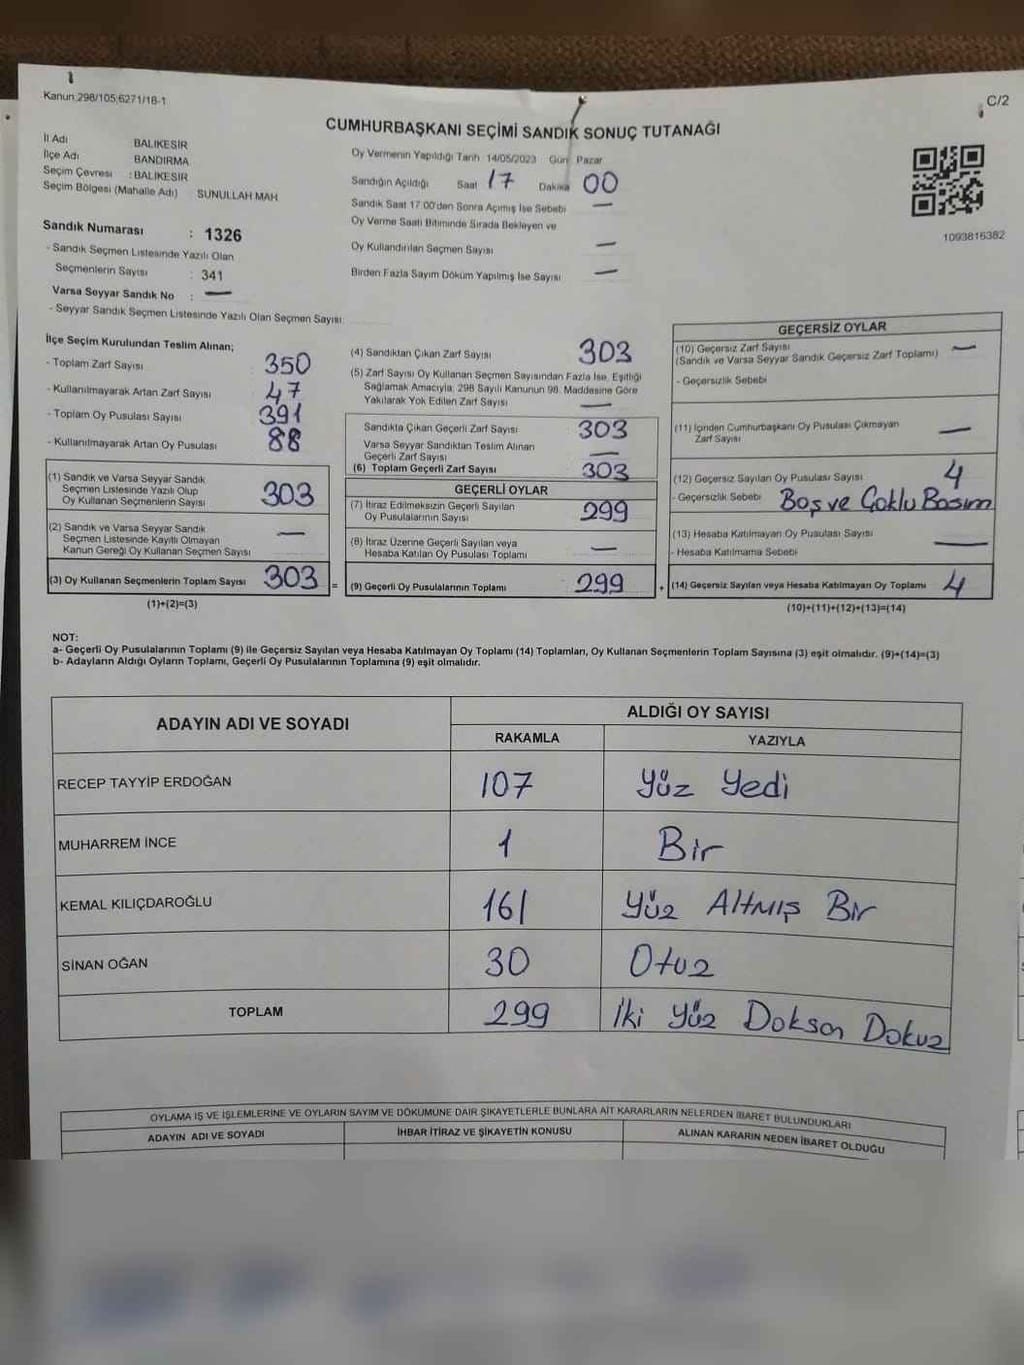 Kanun:298/105;6271/18-1
C/2
CUMHURBAŞKANI SEÇİMİ SANDIK SONUÇ TUTANAĞI
İl Adı BALIKESİR
İlçe Adı BANDIRMA
Seçim Çevresi : BALIKESİR
Seçim Bölgesi (Mahalle Adı) SUNULLAH MAH
Oy Vermenin Yapıldığı Tarih 14/05/2023 Gün Pazar
Sandığın Açıldığı Saat 17 Dakika 00
Sandık Saat 17.00'den Sonra Açılmış İse Sebebi —
Oy Verme Saati Bitiminde Sırada Bekleyen ve
Oy Kullandırılan Seçmen Sayısı —
Birden Fazla Sayım Döküm Yapılmış İse Sayısı —
1093816382
Sandık Numarası : 1326
- Sandık Seçmen Listesinde Yazılı Olan
Seçmenlerin Sayısı : 341
Varsa Seyyar Sandık No : —
- Seyyar Sandık Seçmen Listesinde Yazılı Olan Seçmen Sayısı:
İlçe Seçim Kurulundan Teslim Alınan;
- Toplam Zarf Sayısı 350
- Kullanılmayarak Artan Zarf Sayısı 47
- Toplam Oy Pusulası Sayısı 391
- Kullanılmayarak Artan Oy Pusulası 88
(1) Sandık ve Varsa Seyyar Sandık
Seçmen Listesinde Yazılı Olup
Oy Kullanan Seçmenlerin Sayısı 303
(2) Sandık ve Varsa Seyyar Sandık
Seçmen Listesinde Kayıtlı Olmayan
Kanun Gereği Oy Kullanan Seçmen Sayısı —
(3) Oy Kullanan Seçmenlerin Toplam Sayısı 303 =
(1)+(2)=(3)
(4) Sandıktan Çıkan Zarf Sayısı 303
(5) Zarf Sayısı Oy Kullanan Seçmen Sayısından Fazla İse, Eşitliği
Sağlamak Amacıyla, 298 Sayılı Kanunun 98. Maddesine Göre
Yakılarak Yok Edilen Zarf Sayısı —
Sandıkta Çıkan Geçerli Zarf Sayısı 303
Varsa Seyyar Sandıktan Teslim Alınan
Geçerli Zarf Sayısı —
(6) Toplam Geçerli Zarf Sayısı 303
GEÇERLİ OYLAR
(7) İtiraz Edilmeksizin Geçerli Sayılan
Oy Pusulalarının Sayısı 299
(8) İtiraz Üzerine Geçerli Sayılan veya
Hesaba Katılan Oy Pusulası Toplamı —
(9) Geçerli Oy Pusulalarının Toplamı 299 +
GEÇERSİZ OYLAR
(10) Geçersiz Zarf Sayısı —
(Sandık ve Varsa Seyyar Sandık Geçersiz Zarf Toplamı)
- Geçersizlik Sebebi
(11) İçinden Cumhurbaşkanı Oy Pusulası Çıkmayan
Zarf Sayısı —
(12) Geçersiz Sayılan Oy Pusulası Sayısı 4
- Geçersizlik Sebebi Boş ve Çoklu Basım
(13) Hesaba Katılmayan Oy Pusulası Sayısı —
- Hesaba Katılmama Sebebi
(14) Geçersiz Sayılan veya Hesaba Katılmayan Oy Toplamı 4
(10)+(11)+(12)+(13)=(14)
NOT:
a- Geçerli Oy Pusulalarının Toplamı (9) ile Geçersiz Sayılan veya Hesaba Katılmayan Oy Toplamı (14) Toplamları, Oy Kullanan Seçmenlerin Toplam Sayısına (3) eşit olmalıdır. (9)+(14)=(3)
b- Adayların Aldığı Oyların Toplamı, Geçerli Oy Pusulalarının Toplamına (9) eşit olmalıdır.
ADAYIN ADI VE SOYADI
ALDIĞI OY SAYISI
RAKAMLA YAZIYLA
RECEP TAYYİP ERDOĞAN 107 Yüz Yedi
MUHARREM İNCE 1 Bir
KEMAL KILIÇDAROĞLU 161 Yüz Altmış Bir
SİNAN OĞAN 30 Otuz
TOPLAM 299 İki Yüz Dokson Dokuz
OYLAMA İŞ VE İŞLEMLERİNE VE OYLARIN SAYIM VE DÖKÜMÜNE DAİR ŞİKAYETLERLE BUNLARA AİT KARARLARIN NELERDEN İBARET BULUNDUKLARI
ADAYIN ADI VE SOYADI İHBAR İTİRAZ VE ŞİKAYETİN KONUSU ALINAN KARARIN NEDEN İBARET OLDUĞU